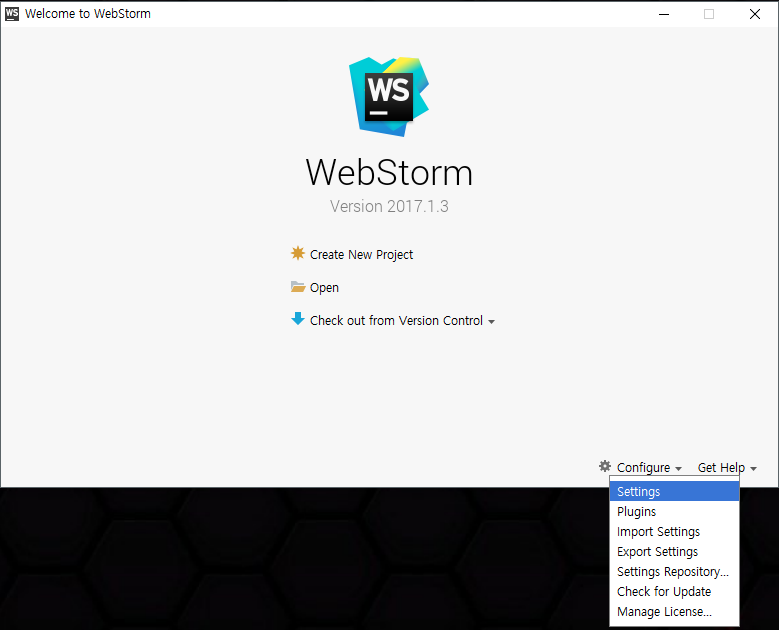 WS Welcome to WebStorm
WS
WebStorm
Version 2017.1.3
Create New Project
Open
Check out from Version Control
Configure
Get Help
Settings
Plugins
Import Settings
Export Settings
Settings Repository...
Check for Update
Manage License...